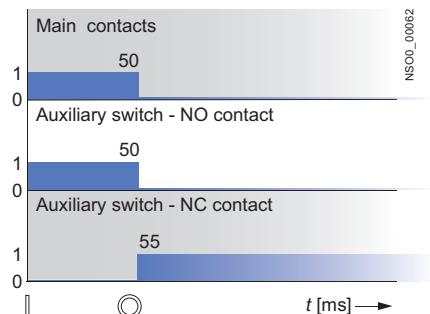 Main contacts
NSO0_00062
50
1
0
Auxiliary switch - NO contact
50
1
0
Auxiliary switch - NC contact
55
1
0
t [ms]